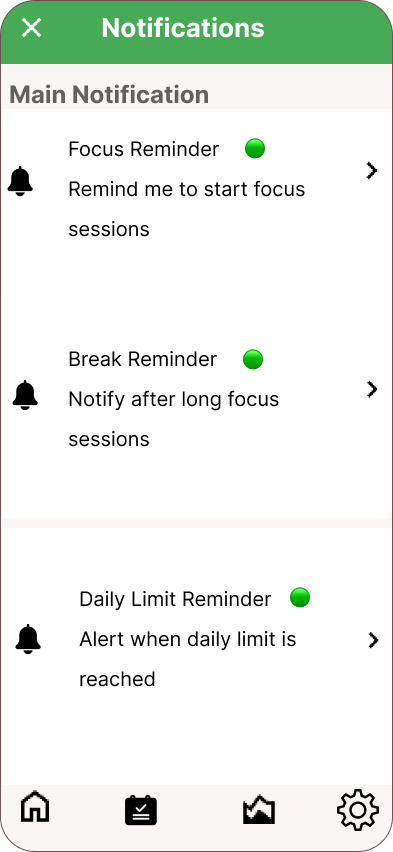 Notifications
Main Notification
Focus Reminder
Remind me to start focus
sessions
Break Reminder
Notify after long focus
sessions
Daily Limit Reminder
Alert when daily limit is
reached